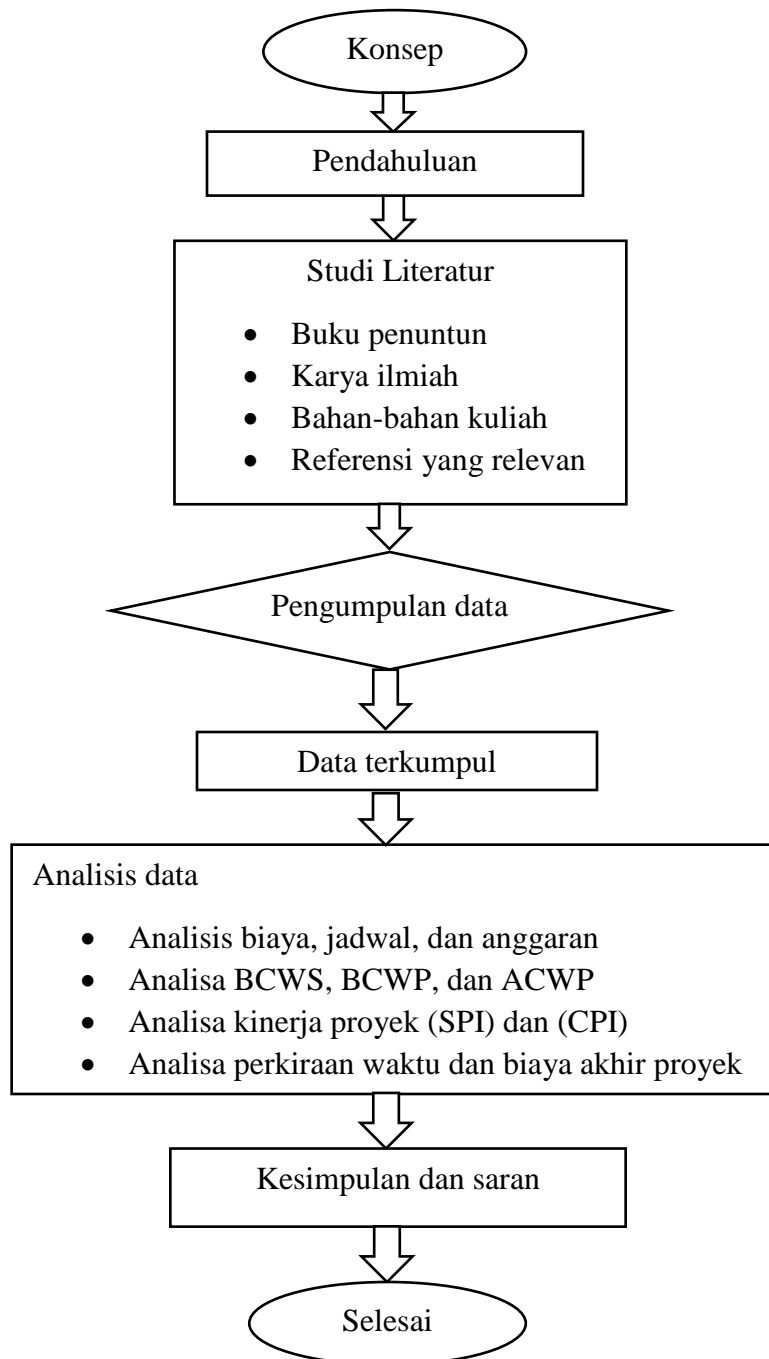 Konsep
Pendahuluan
Studi Literatur
• Buku penuntun
• Karya ilmiah
• Bahan-bahan kuliah
• Referensi yang relevan
Pengumpulan data
Data terkumpul
Analisis data
• Analisis biaya, jadwal, dan anggaran
• Analisa BCWS, BCWP, dan ACWP
• Analisa kinerja proyek (SPI) dan (CPI)
• Analisa perkiraan waktu dan biaya akhir proyek
Kesimpulan dan saran
Selesai